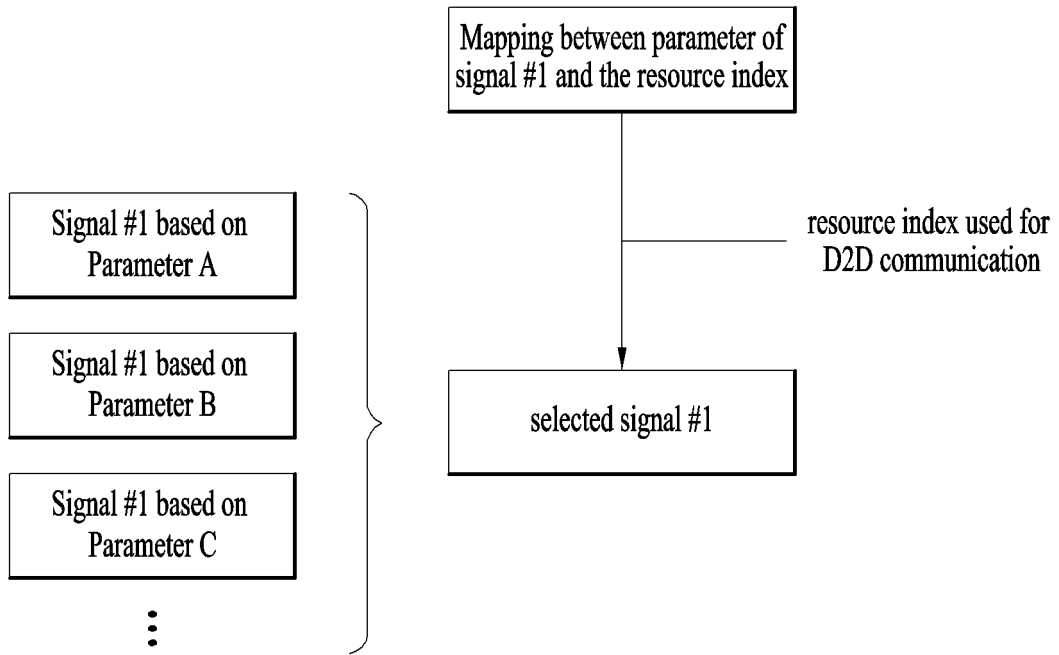 Mapping between parameter of
signal #1 and the resource index
resource index used for
D2D communication
Signal #1 based on
Parameter A
Signal #1 based on
Parameter B
selected signal #1
Signal #1 based on
Parameter C